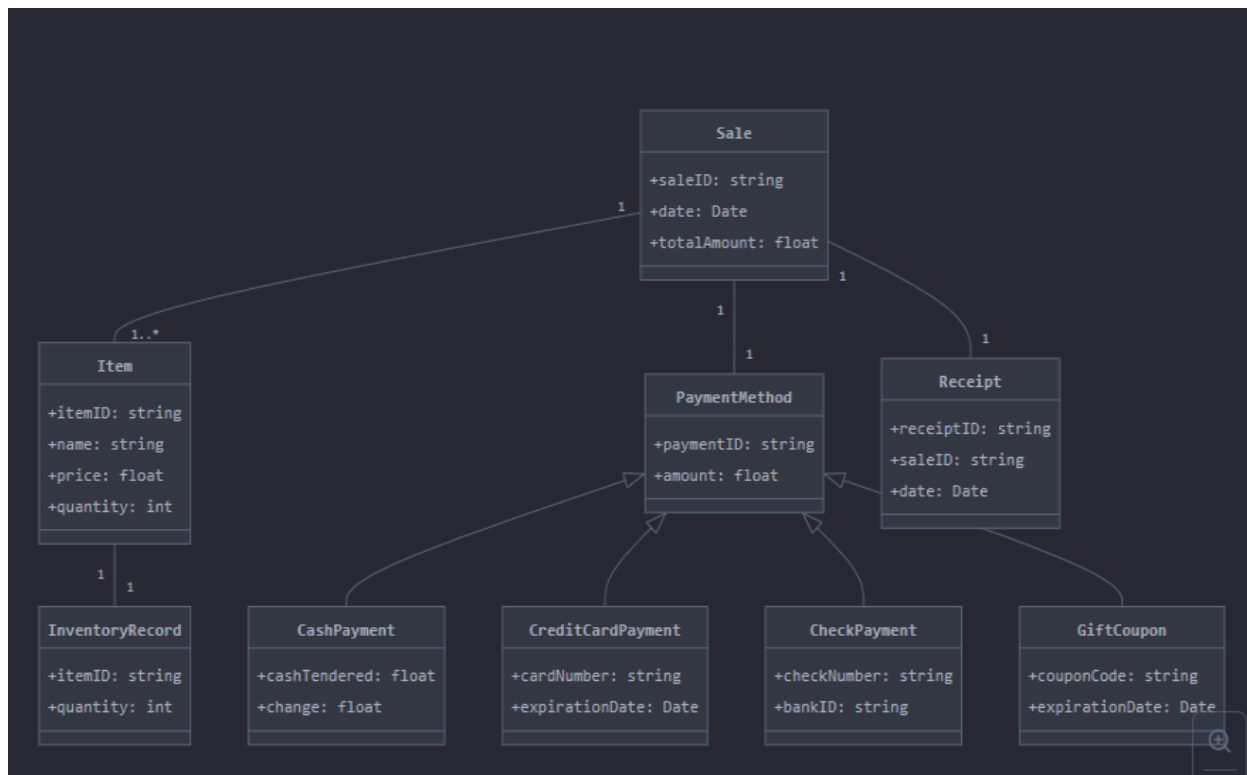 Sale
+saleID: string
+date: Date
+totalAmount: float
1
1
1
1..*
1
1
Item
+itemID: string
+name: string
+price: float
+quantity: int
PaymentMethod
+paymentID: string
+amount: float
Receipt
+receiptID: string
+saleID: string
+date: Date
1
1
InventoryRecord
+itemID: string
+quantity: int
CashPayment
+cashTendered: float
+change: float
CreditCardPayment
+cardNumber: string
+expirationDate: Date
CheckPayment
+checkNumber: string
+bankID: string
GiftCoupon
+couponCode: string
+expirationDate: Date